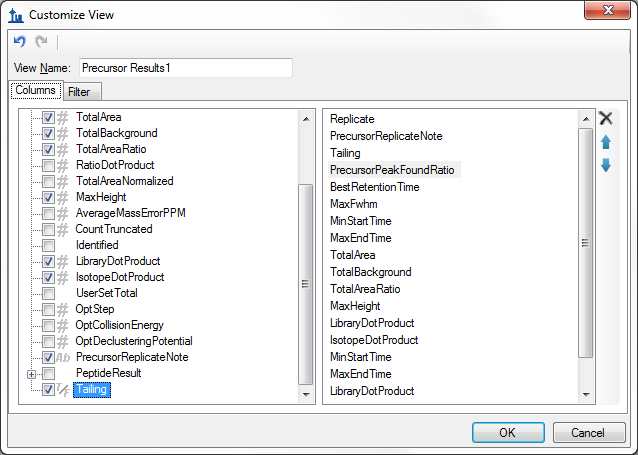 Customize View
View Name: Precursor Results1
Columns Filter
TotalArea
TotalBackground
TotalAreaRatio
RatioDotProduct
TotalAreaNormalized
MaxHeight
AverageMassErrorPPM
CountTruncated
Identified
LibraryDotProduct
IsotopeDotProduct
UserSetTotal
OptStep
OptCollisionEnergy
OptDeclusteringPotential
Ab PrecursorReplicateNote
PeptideResult
T/F Tailing
Replicate
PrecursorReplicateNote
Tailing
PrecursorPeakFoundRatio
BestRetentionTime
MaxFwhm
MinStartTime
MaxEndTime
TotalArea
TotalBackground
TotalAreaRatio
MaxHeight
LibraryDotProduct
IsotopeDotProduct
MinStartTime
MaxEndTime
LibraryDotProduct
OK Cancel